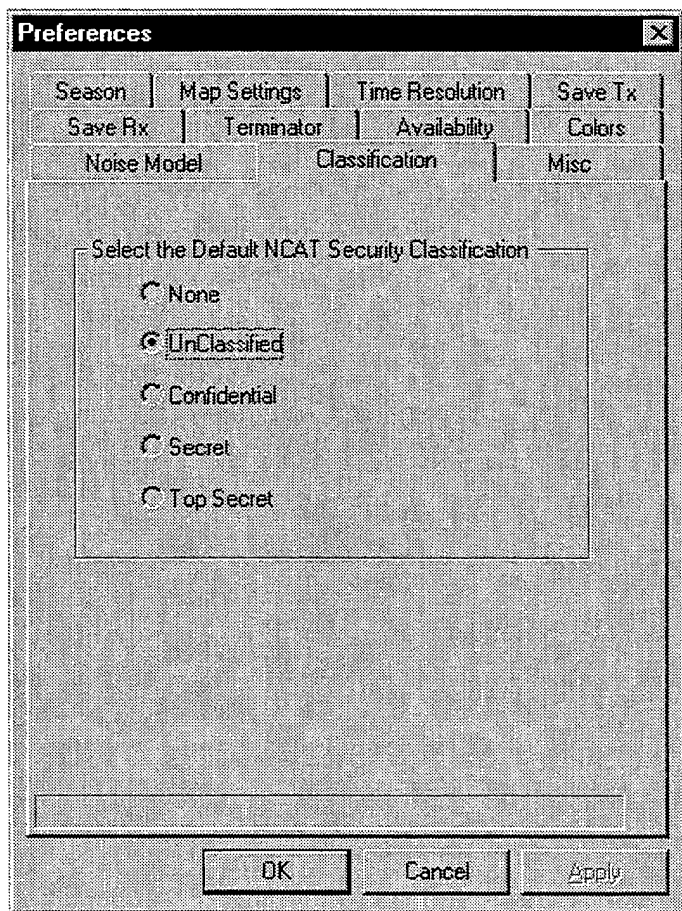 Preferences
Season Map Settings Time Resolution Save Tx
Save Rx Terminator Availability Colors
Noise Model Classification Misc
Select the Default NCAT Security Classification
None
UnClassified
Confidential
Secret
Top Secret
OK Cancel Apply